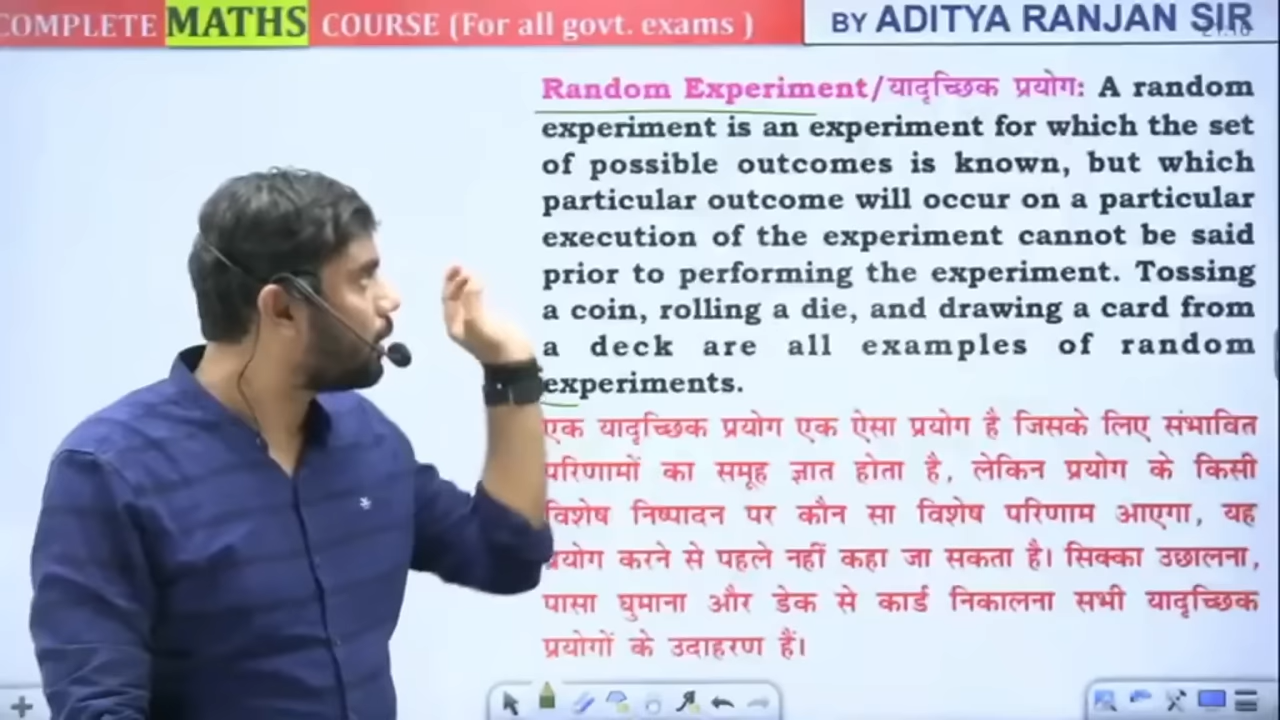 COMPLETE MATHS COURSE (For all govt. exams )
BY ADITYA RANJAN SIR
Random Experiment/यादृच्छिक प्रयोग: A random
experiment is an experiment for which the set
of possible outcomes is known, but which
particular outcome will occur on a particular
execution of the experiment cannot be said
prior to performing the experiment. Tossing
a coin, rolling a die, and drawing a card from
a deck are all examples of random
experiments.
एक यादृच्छिक प्रयोग एक ऐसा प्रयोग है जिसके लिए संभावित
परिणामों का समूह ज्ञात होता है, लेकिन प्रयोग के किसी
विशेष निष्पादन पर कौन सा विशेष परिणाम आएगा, यह
प्रयोग करने से पहले नहीं कहा जा सकता है। सिक्का उछालना,
पासा घुमाना और डेक से कार्ड निकालना सभी यादृच्छिक
प्रयोगों के उदाहरण हैं।